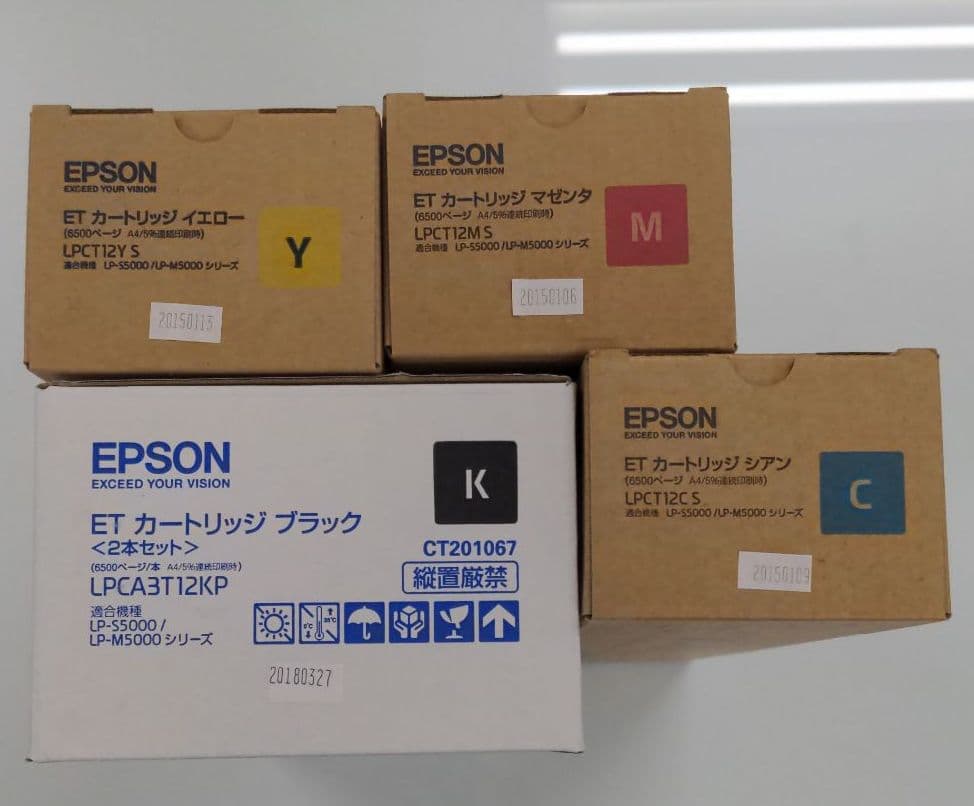 EPSON
EXCEED YOUR VISION
ET カートリッジ イエロー
(6500ページ A4/5%連続印刷時)
LPCT12Y S
適合機種 LP-S5000 /LP-M5000 シリーズ
Y
20150113
EPSON
EXCEED YOUR VISION
ET カートリッジ マゼンタ
(6500ページ A4/5%連続印刷時)
LPCT12M S
適合機種 LP-S5000 /LP-M5000 シリーズ
M
20150106
EPSON
EXCEED YOUR VISION
ET カートリッジ ブラック
<2本セット>
(6500ページ/本 A4/5%連続印刷時)
LPCA3T12KP
適合機種
LP-S5000 /
LP-M5000 シリーズ
K
CT201067
縦置厳禁
0℃ 35℃
20180327
EPSON
EXCEED YOUR VISION
ET カートリッジ シアン
(6500ページ A4/5%連続印刷時)
LPCT12C S
適合機種 LP-S5000 /LP-M5000 シリーズ
C
20150109